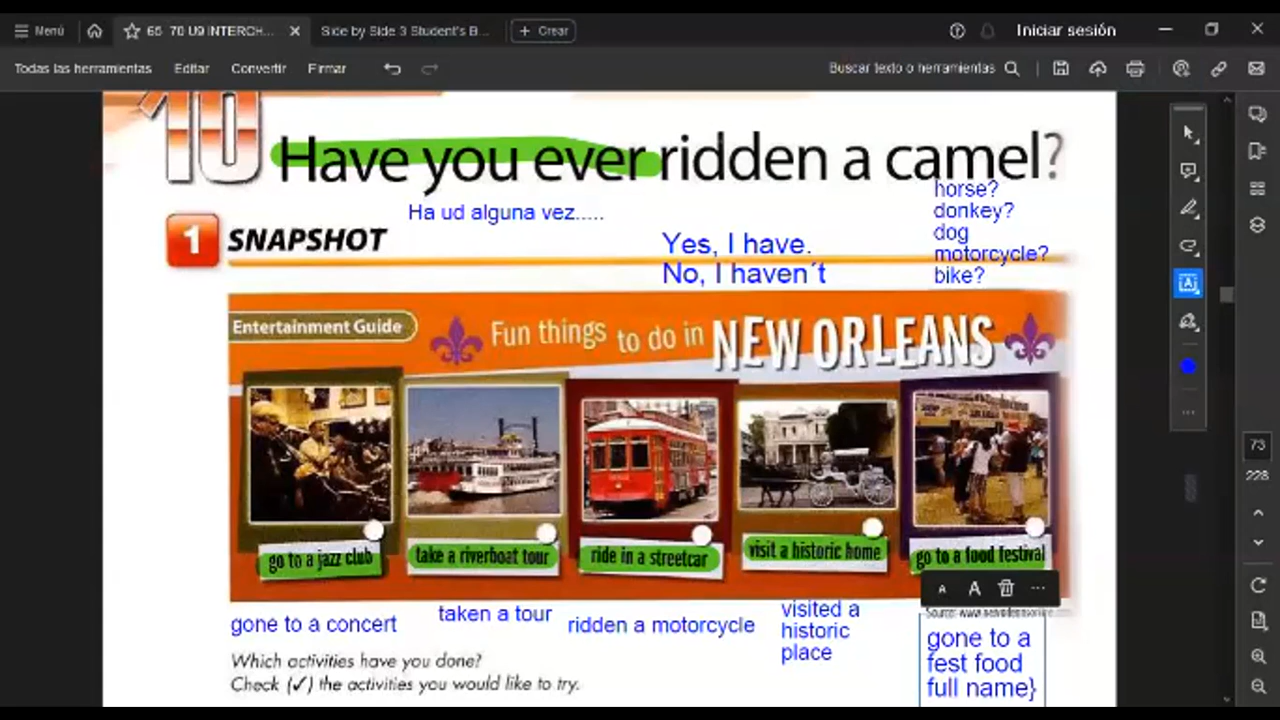 Menú
65 70 U9 INTERCH...
Side by Side 3 Student's B...
+ Crear
Iniciar sesión
Todas las herramientas
Editar
Convertir
Firmar
Buscar texto o herramientas
10
Have you ever ridden a camel?
horse?
Ha ud alguna vez.....
donkey?
1 SNAPSHOT
dog
Yes, I have.
motorcycle?
No, I haven´t
bike?
Entertainment Guide
Fun things to do in NEW ORLEANS
go to a jazz club
take a riverboat tour
ride in a streetcar
visit a historic home
go to a food festival
73
228
A A ...
Source: www.
gone to a concert
taken a tour
ridden a motorcycle
visited a
historic
place
gone to a
fest food
full name}
Which activities have you done?
Check (✓) the activities you would like to try.